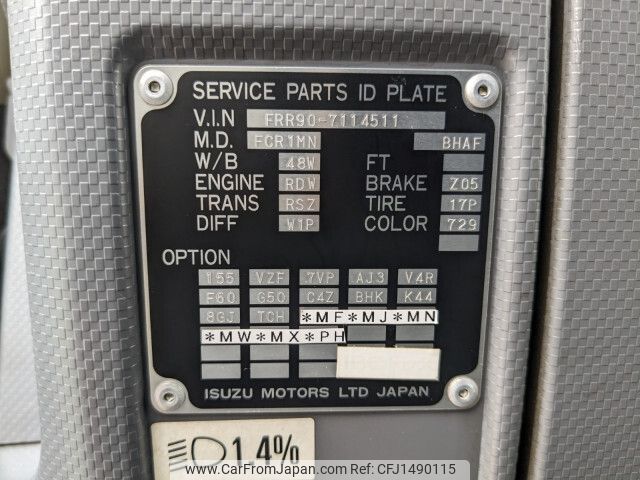 SERVICE PARTS ID PLATE
V.I.N FRR90-7114511
M.D. FCR1MN BHAF
W/B 48W FT
ENGINE RDW BRAKE Z05
TRANS RSZ TIRE 17P
DIFF W1P COLOR 729
OPTION
155 VZF 7VP AJ3 V4R
F60 G50 C4Z BHK K44
8GJ TCH *MF*MJ*MN
*MW*MX*PH
ISUZU MOTORS LTD JAPAN
1.4%
CarFromJapan
© CarFromJapan.com - CFJ1490115